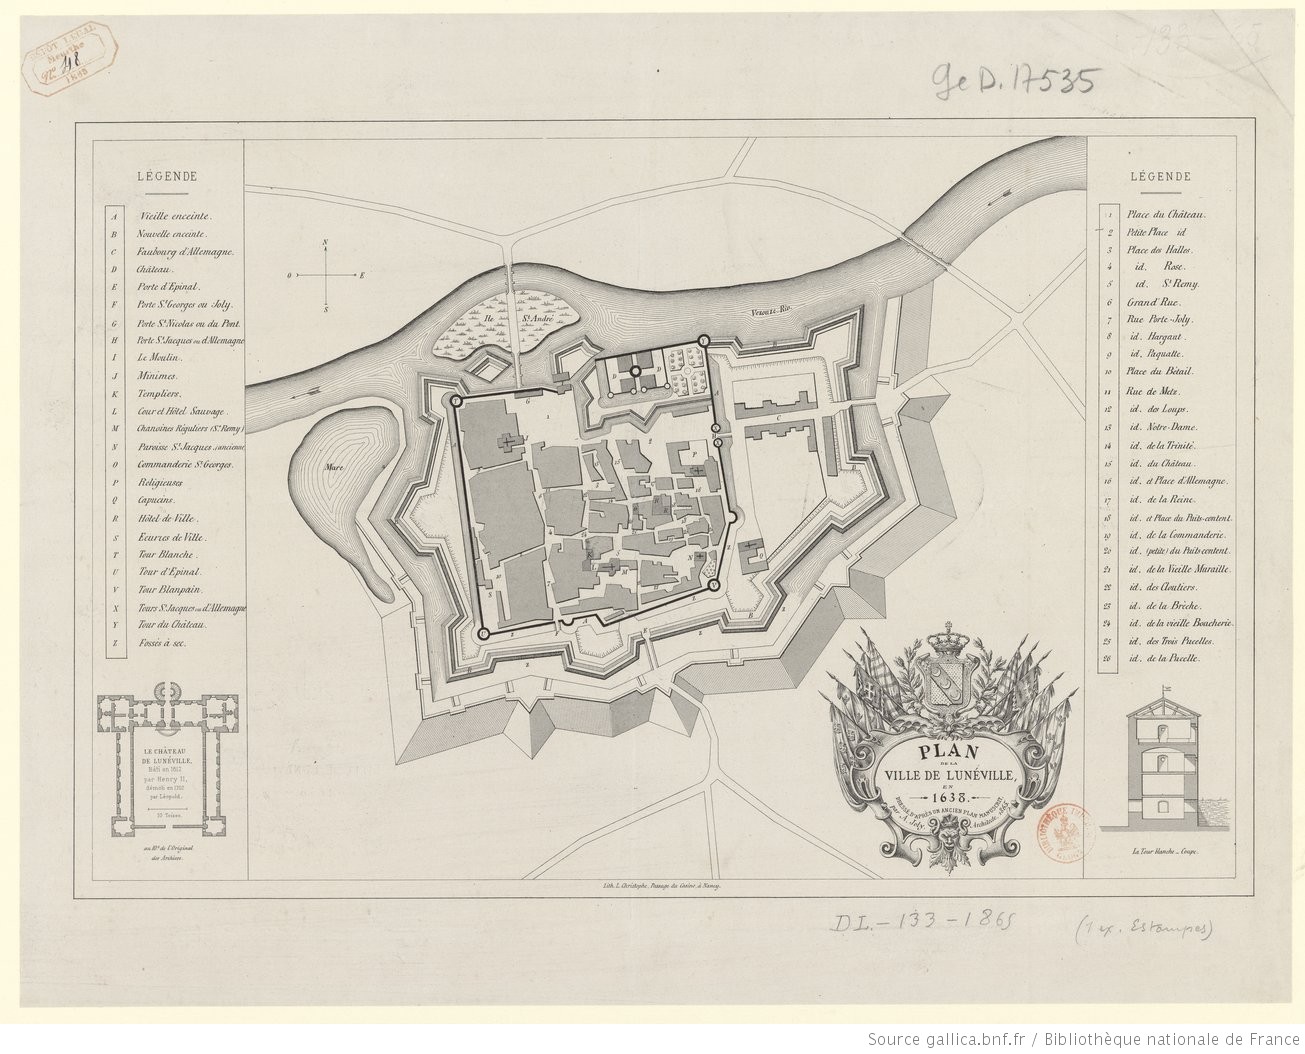 DÉPÔT LÉGAL
Meurthe
No. 48
1865
Ge D. 17535
LÉGENDE
A Vieille enceinte.
B Nouvelle enceinte.
C Faubourg d'Allemagne.
D Château.
E Porte d'Epinal.
F Porte St Georges ou Joly.
G Porte St Nicolas ou du Pont.
H Porte St Jacques ou d'Allemagne
I Le Moulin.
J Minimes.
K Templiers.
L Cour et Hôtel Sauvage.
M Chanoines Réguliers (St Remy)
N Paroisse St Jacques, (ancienne)
O Commanderie St Georges.
P Religieuses
Q Capucins.
R Hôtel de Ville.
S Ecuries de Ville.
T Tour Blanche.
U Tour d'Epinal.
V Tour Blanpain.
X Tours St Jacques ou d'Allemagne
Y Tour du Château.
Z Fossés à sec.
LE CHÂTEAU
DE LUNÉVILLE,
Bâti en 1612
par Henry II,
démoli en 1702
par Léopold.
10 Toises.
au 10e de l'Original
des Archives.
N
O E
S
Ile St André
Vezouze Riv.
Mare
LÉGENDE
1 Place du Château.
2 Petite Place id
3 Place des Halles.
4 id. Rose.
5 id. St Remy.
6 Grand' Rue.
7 Rue Porte-Joly.
8 id. Hargaut.
9 id. Paquatte.
10 Place du Bétail.
11 Rue de Metz.
12 id. des Loups.
13 id. Notre-Dame.
14 id. de la Trinité.
15 id. du Château.
16 id. et Place d'Allemagne.
17 id. de la Reine.
18 id. et Place du Puits-content.
19 id. de la Commanderie.
20 id. (petite) du Puits-content.
21 id. de la Vieille Muraille
22 id. des Cloutiers.
23 id. de la Brèche.
24 id. de la vieille Boucherie.
25 id. des Trois Pucelles.
26 id. de la Pucelle.
La Tour blanche _ Coupe.
PLAN
DE LA
VILLE DE LUNÉVILLE,
EN
1638.
DRESSÉ D'APRÈS UN ANCIEN PLAN MANUSCRIT,
par A. Joly, Architecte, 1865.
Lith. L. Christophe, Passage du Casino, à Nancy.
DL-133-1865
(1 ex. Estampes)
Source gallica.bnf.fr / Bibliothèque nationale de France